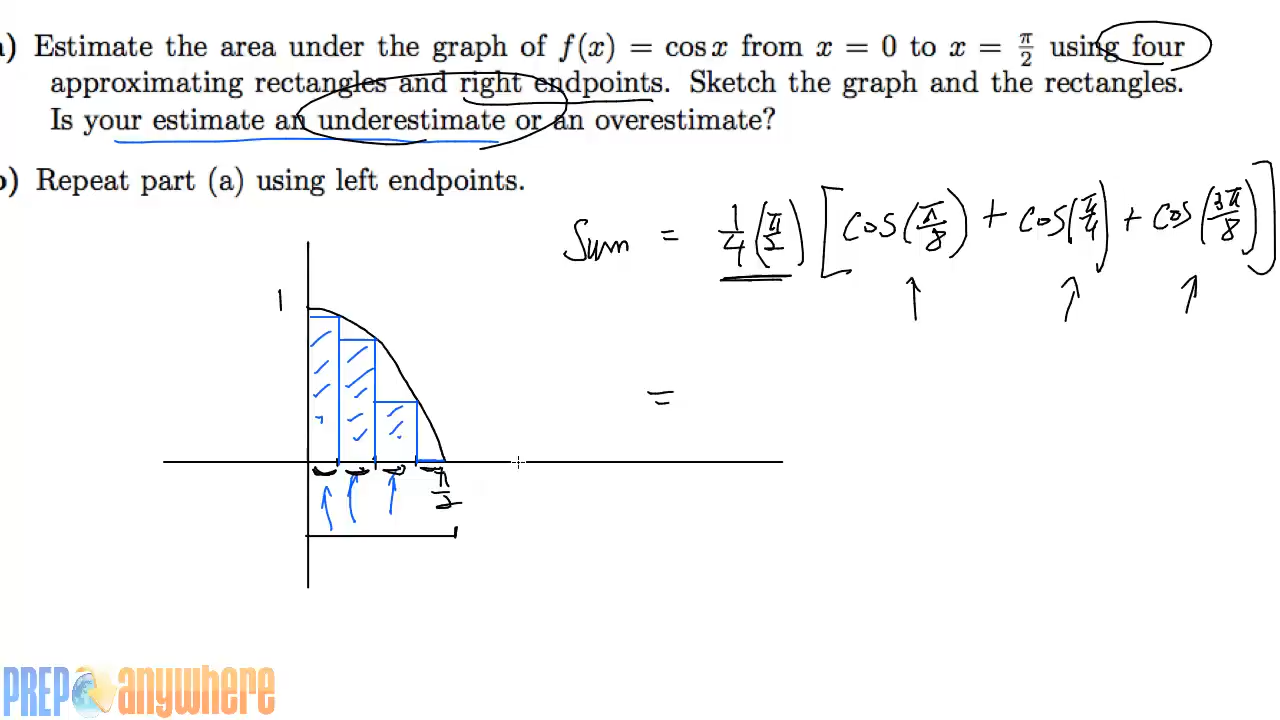 a) Estimate the area under the graph of f(x) = cos x from x = 0 to x = π/2 using four
approximating rectangles and right endpoints. Sketch the graph and the rectangles.
Is your estimate an underestimate or an overestimate?
b) Repeat part (a) using left endpoints.
Sum = 1/4 (π/2) [cos(π/8) + cos(π/4) + cos(3π/8)]
1
=
π/2
PREP anywhere